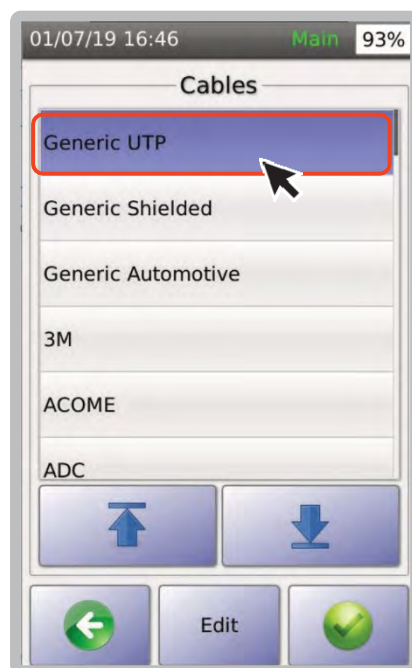 01/07/19 16:46 Main 93%
Cables
Generic UTP
Generic Shielded
Generic Automotive
3M
ACOME
ADC
Edit